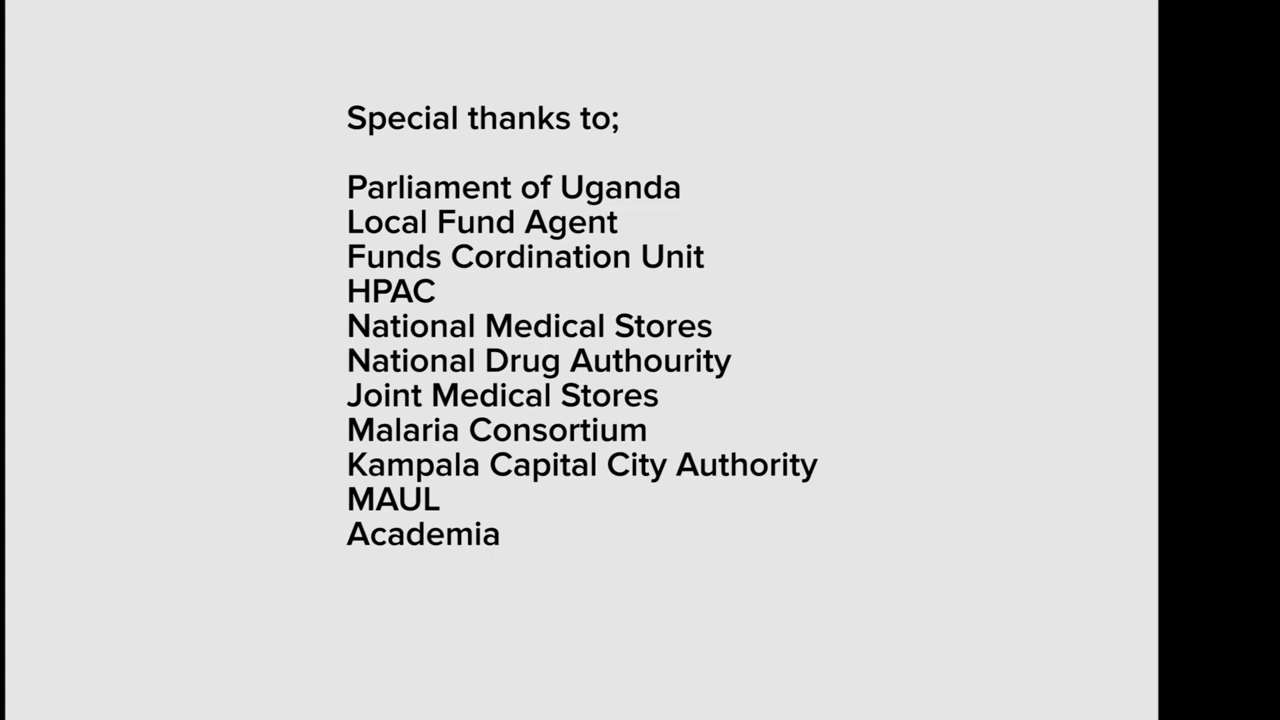 Special thanks to;
Parliament of Uganda
Local Fund Agent
Funds Cordination Unit
HPAC
National Medical Stores
National Drug Authourity
Joint Medical Stores
Malaria Consortium
Kampala Capital City Authority
MAUL
Academia